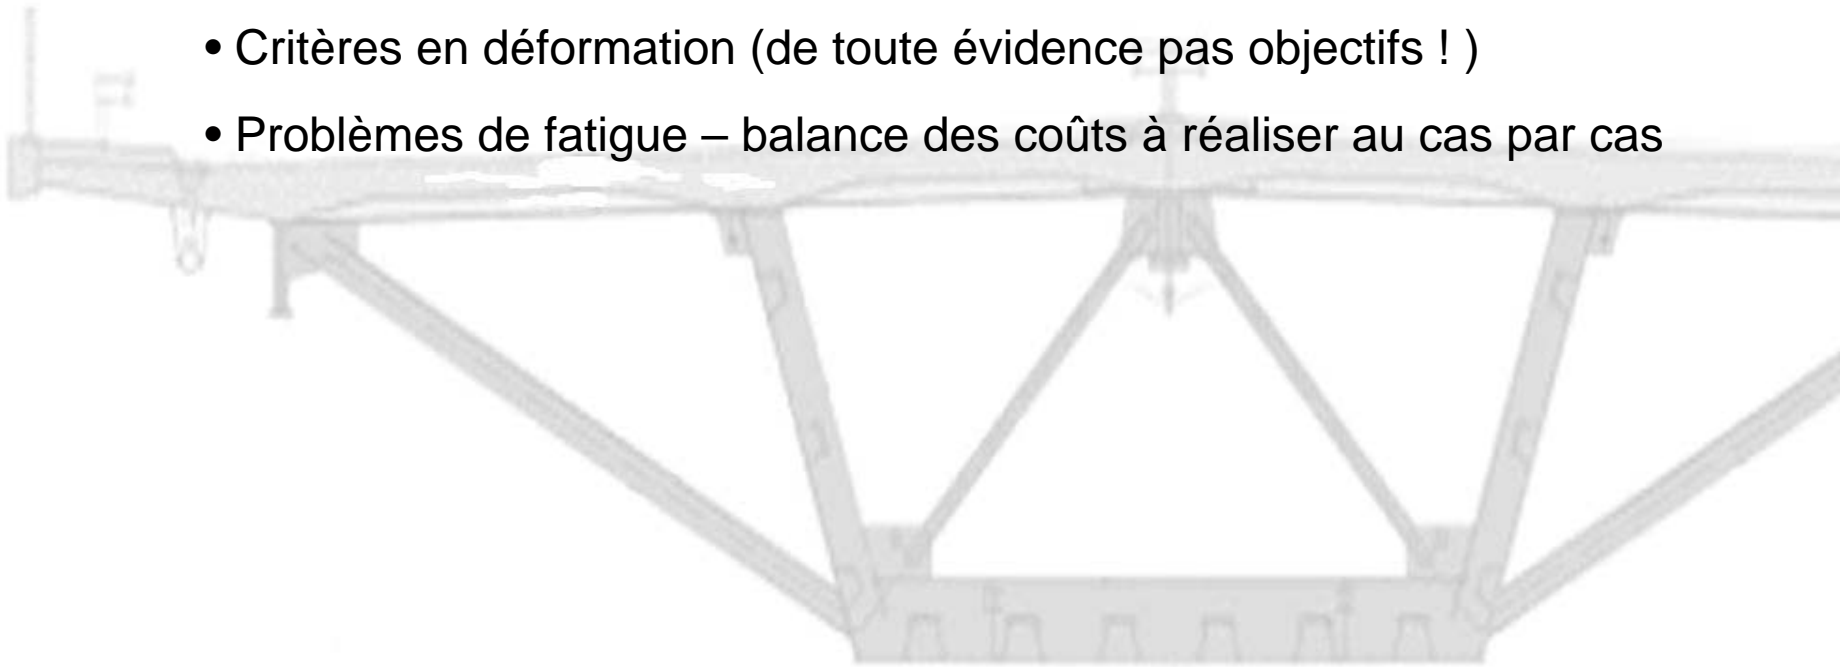 • Critères en déformation (de toute évidence pas objectifs ! )
• Problèmes de fatigue – balance des coûts à réaliser au cas par cas